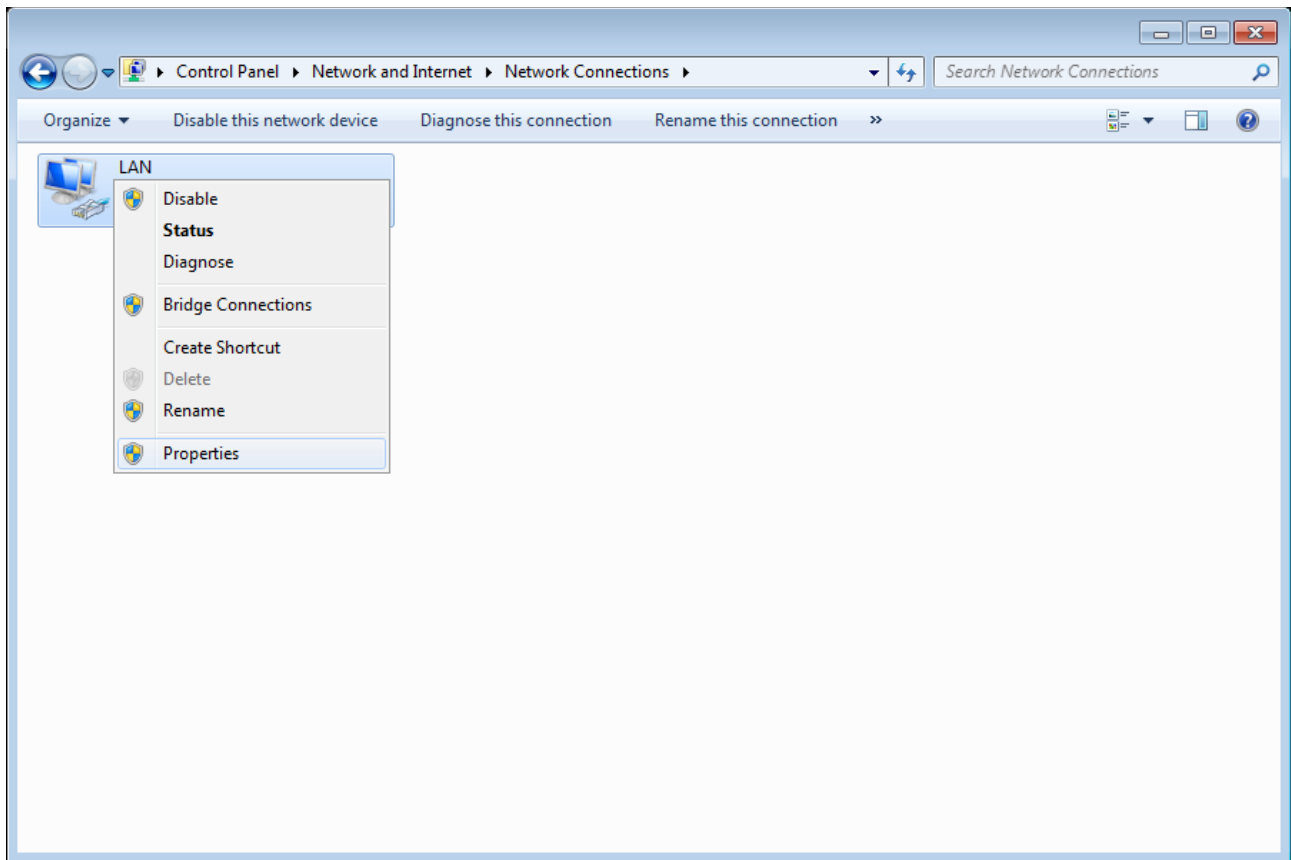 Control Panel Network and Internet Network Connections Search Network Connections
Organize Disable this network device Diagnose this connection Rename this connection »
LAN
Disable
Status
Diagnose
Bridge Connections
Create Shortcut
Delete
Rename
Properties